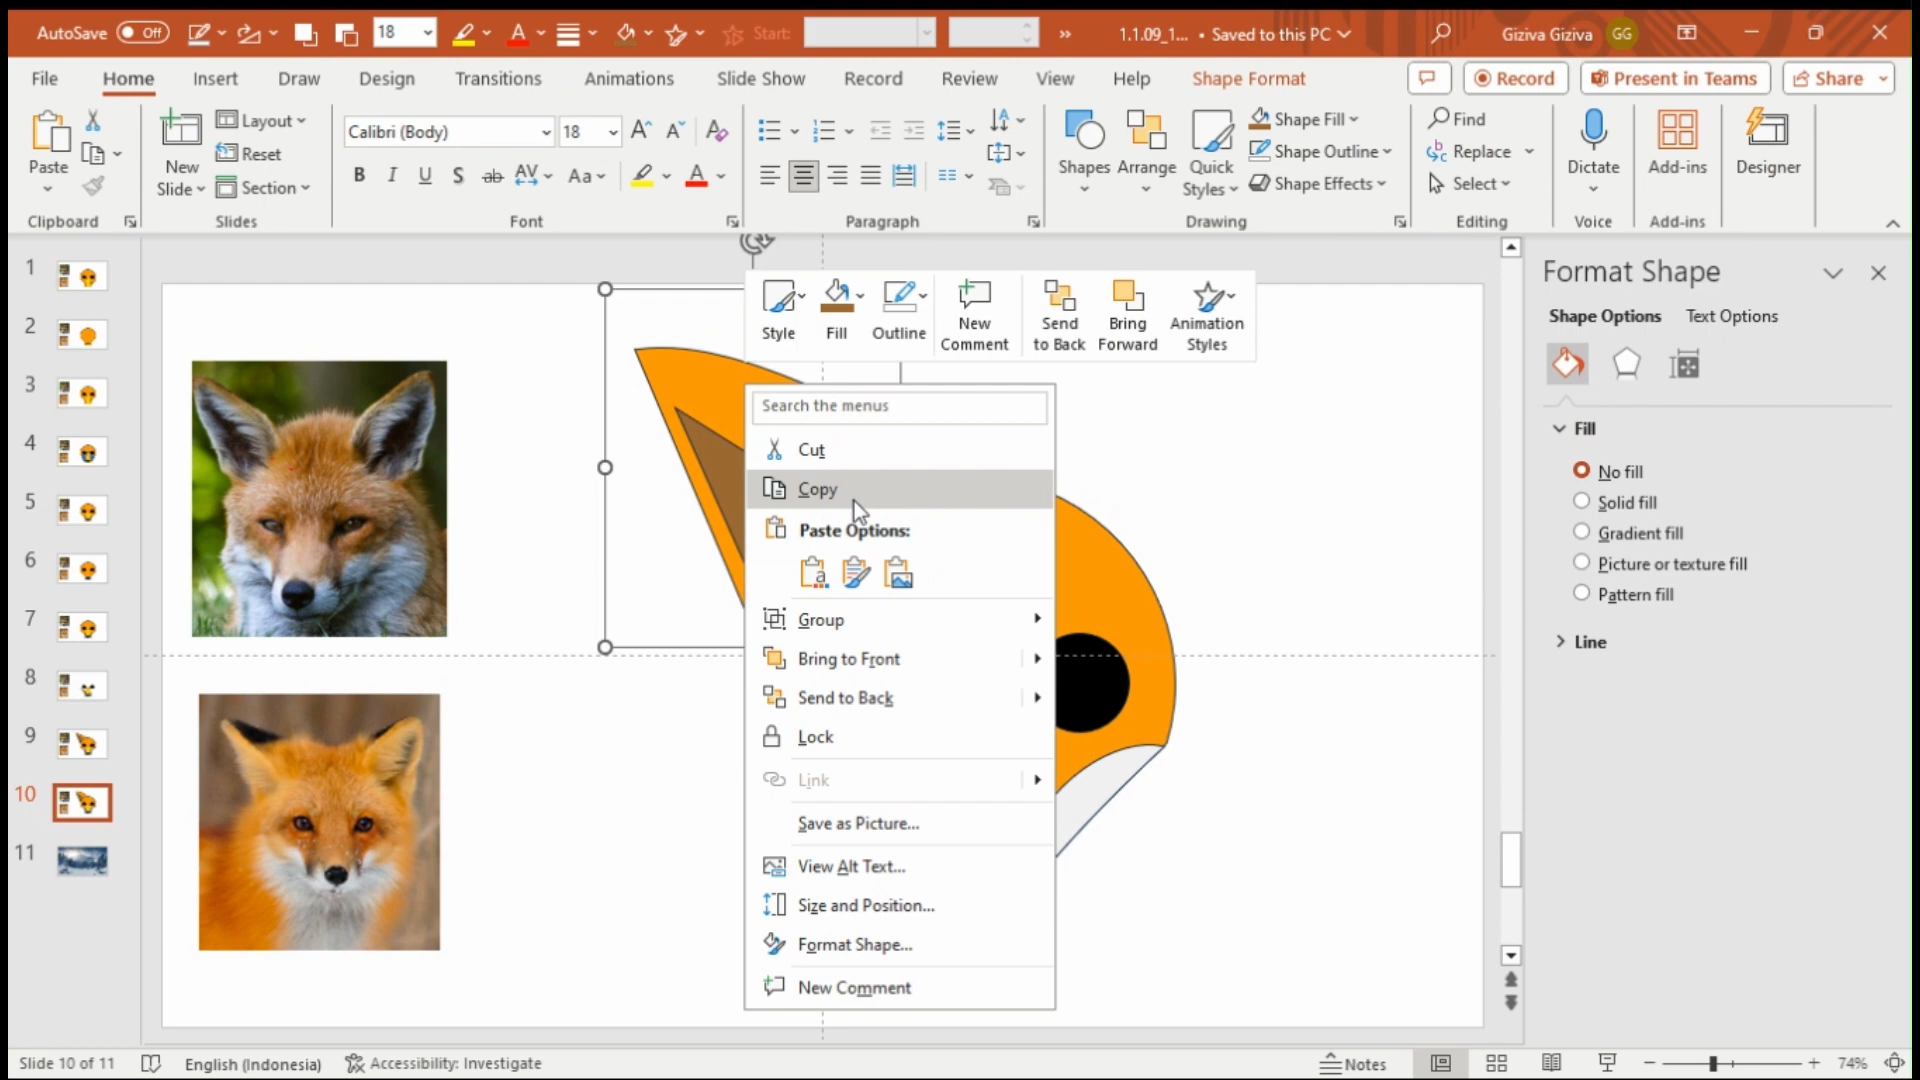 AutoSave Off 18 Start: 1.1.09_1... • Saved to this PC Giziva Giziva GG
File Home Insert Draw Design Transitions Animations Slide Show Record Review View Help Shape Format Record Present in Teams Share
Paste
New Slide
Layout
Reset
Section
Calibri (Body) 18
B I U S ab AV Aa A
Shapes
Arrange
Quick Styles
Shape Fill
Shape Outline
Shape Effects
Find
Replace
Select
Dictate
Add-ins
Designer
Clipboard Slides Font Paragraph Drawing Editing Voice Add-ins
1
2
3
4
5
6
7
8
9
10
11
Style
Fill
Outline
New Comment
Send to Back
Bring Forward
Animation Styles
Search the menus
Cut
Copy
Paste Options:
Group
Bring to Front
Send to Back
Lock
Link
Save as Picture...
View Alt Text...
Size and Position...
Format Shape...
New Comment
Format Shape
Shape Options Text Options
Fill
No fill
Solid fill
Gradient fill
Picture or texture fill
Pattern fill
Line
Slide 10 of 11 English (Indonesia) Accessibility: Investigate Notes 74%